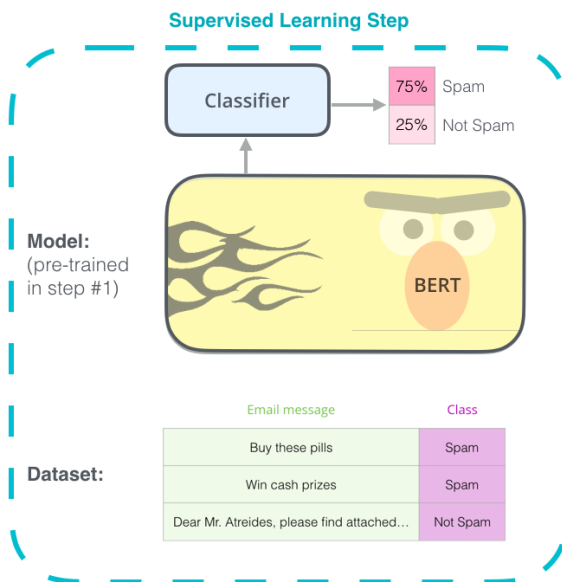 Supervised Learning Step
Classifier
75% Spam
25% Not Spam
Model:
(pre-trained
in step #1)
BERT
Email message Class
Buy these pills Spam
Dataset:
Win cash prizes Spam
Dear Mr. Atreides, please find attached... Not Spam